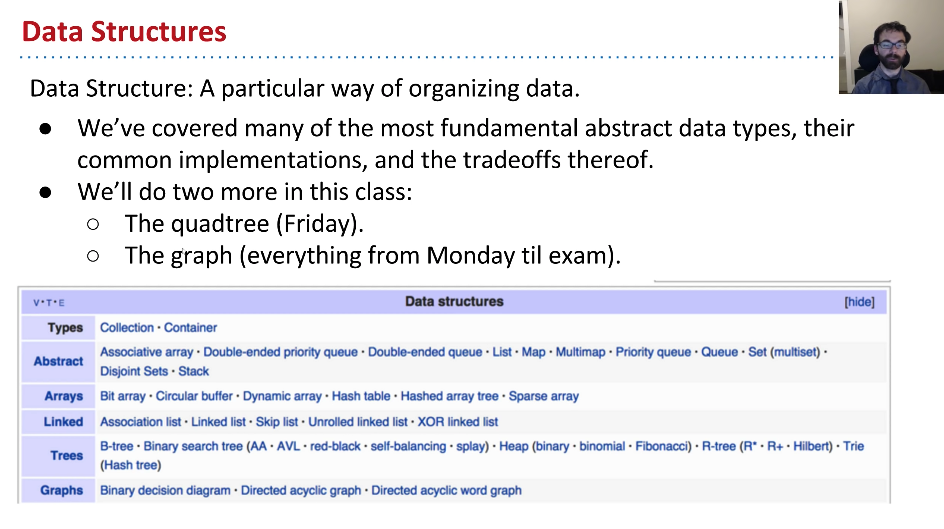 Data Structures
Data Structure: A particular way of organizing data.
● We’ve covered many of the most fundamental abstract data types, their
common implementations, and the tradeoffs thereof.
● We’ll do two more in this class:
○ The quadtree (Friday).
○ The graph (everything from Monday til exam).
V·T·E Data structures [hide]
Types Collection · Container
Abstract Associative array · Double-ended priority queue · Double-ended queue · List · Map · Multimap · Priority queue · Queue · Set (multiset) ·
Disjoint Sets · Stack
Arrays Bit array · Circular buffer · Dynamic array · Hash table · Hashed array tree · Sparse array
Linked Association list · Linked list · Skip list · Unrolled linked list · XOR linked list
Trees B-tree · Binary search tree (AA · AVL · red-black · self-balancing · splay) · Heap (binary · binomial · Fibonacci) · R-tree (R* · R+ · Hilbert) · Trie
(Hash tree)
Graphs Binary decision diagram · Directed acyclic graph · Directed acyclic word graph